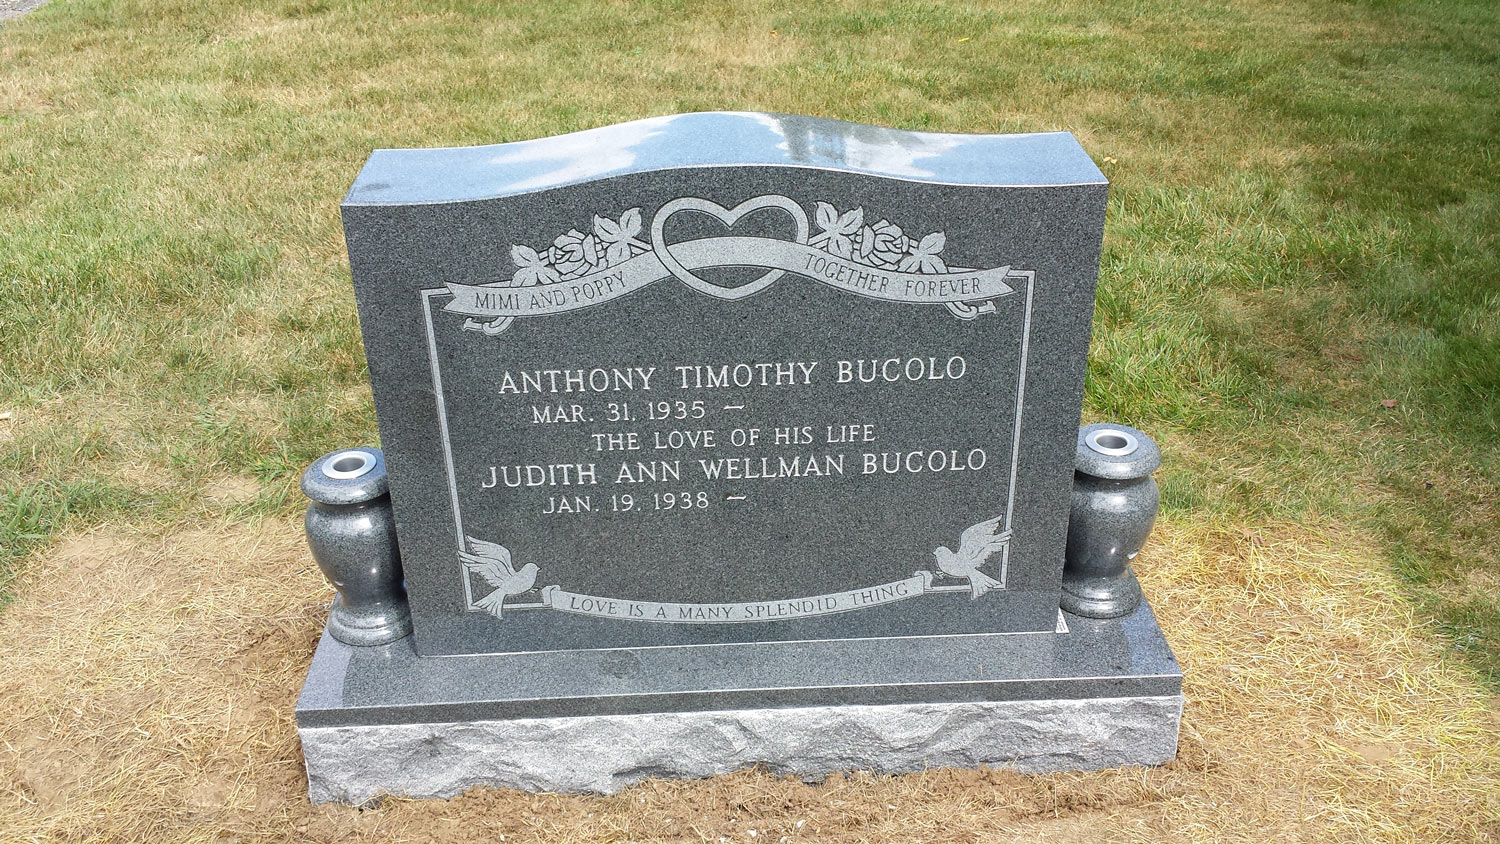 MIMI AND POPPY TOGETHER FOREVER
ANTHONY TIMOTHY BUCOLO
MAR. 31, 1935 —
THE LOVE OF HIS LIFE
JUDITH ANN WELLMAN BUCOLO
JAN. 19, 1938 —
LOVE IS A MANY SPLENDID THING